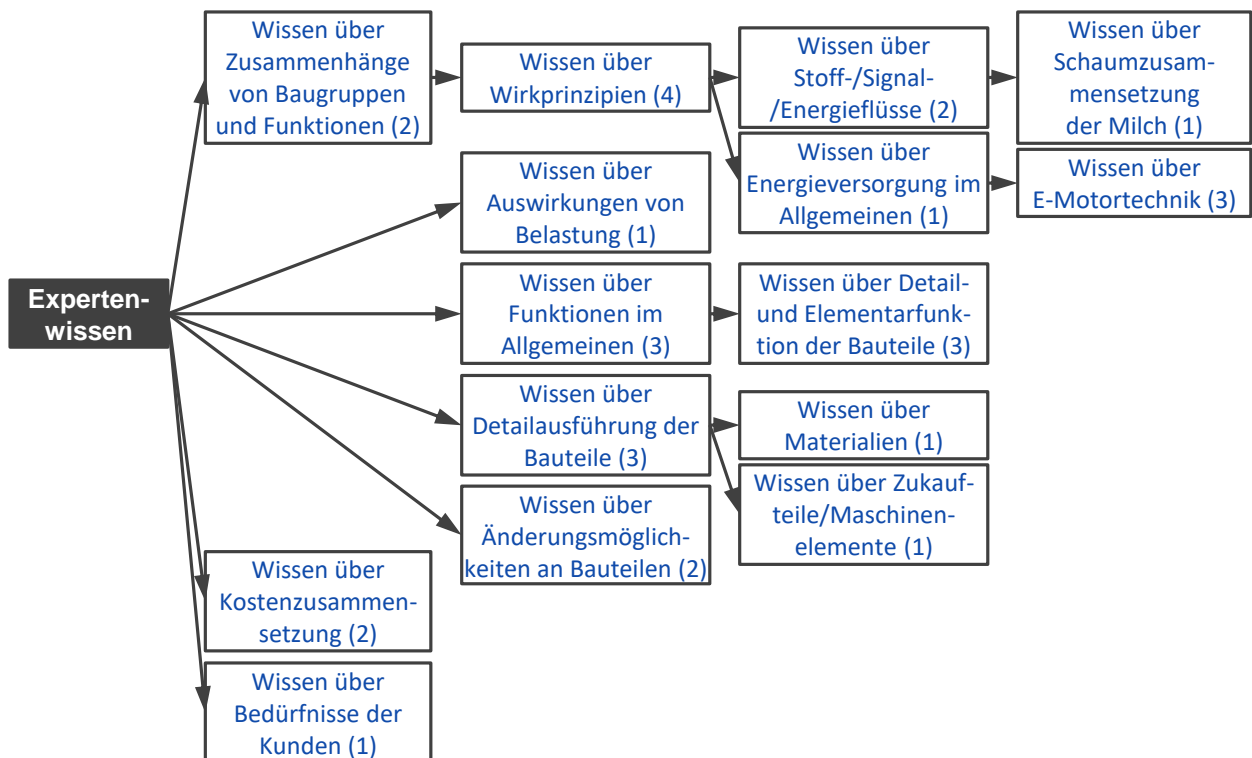 Experten-
wissen
Wissen über
Zusammenhänge
von Baugruppen
und Funktionen (2)
Wissen über
Wirkprinzipien (4)
Wissen über
Stoff-/Signal-
/Energieflüsse (2)
Wissen über
Schaumzusam-
mensetzung
der Milch (1)
Wissen über
Energieversorgung im
Allgemeinen (1)
Wissen über
E-Motortechnik (3)
Wissen über
Auswirkungen von
Belastung (1)
Wissen über
Funktionen im
Allgemeinen (3)
Wissen über Detail-
und Elementarfunk-
tion der Bauteile (3)
Wissen über
Detailausführung der
Bauteile (3)
Wissen über
Materialien (1)
Wissen über Zukauf-
teile/Maschinen-
elemente (1)
Wissen über
Änderungsmöglich-
keiten an Bauteilen (2)
Wissen über
Kostenzusammen-
setzung (2)
Wissen über
Bedürfnisse der
Kunden (1)